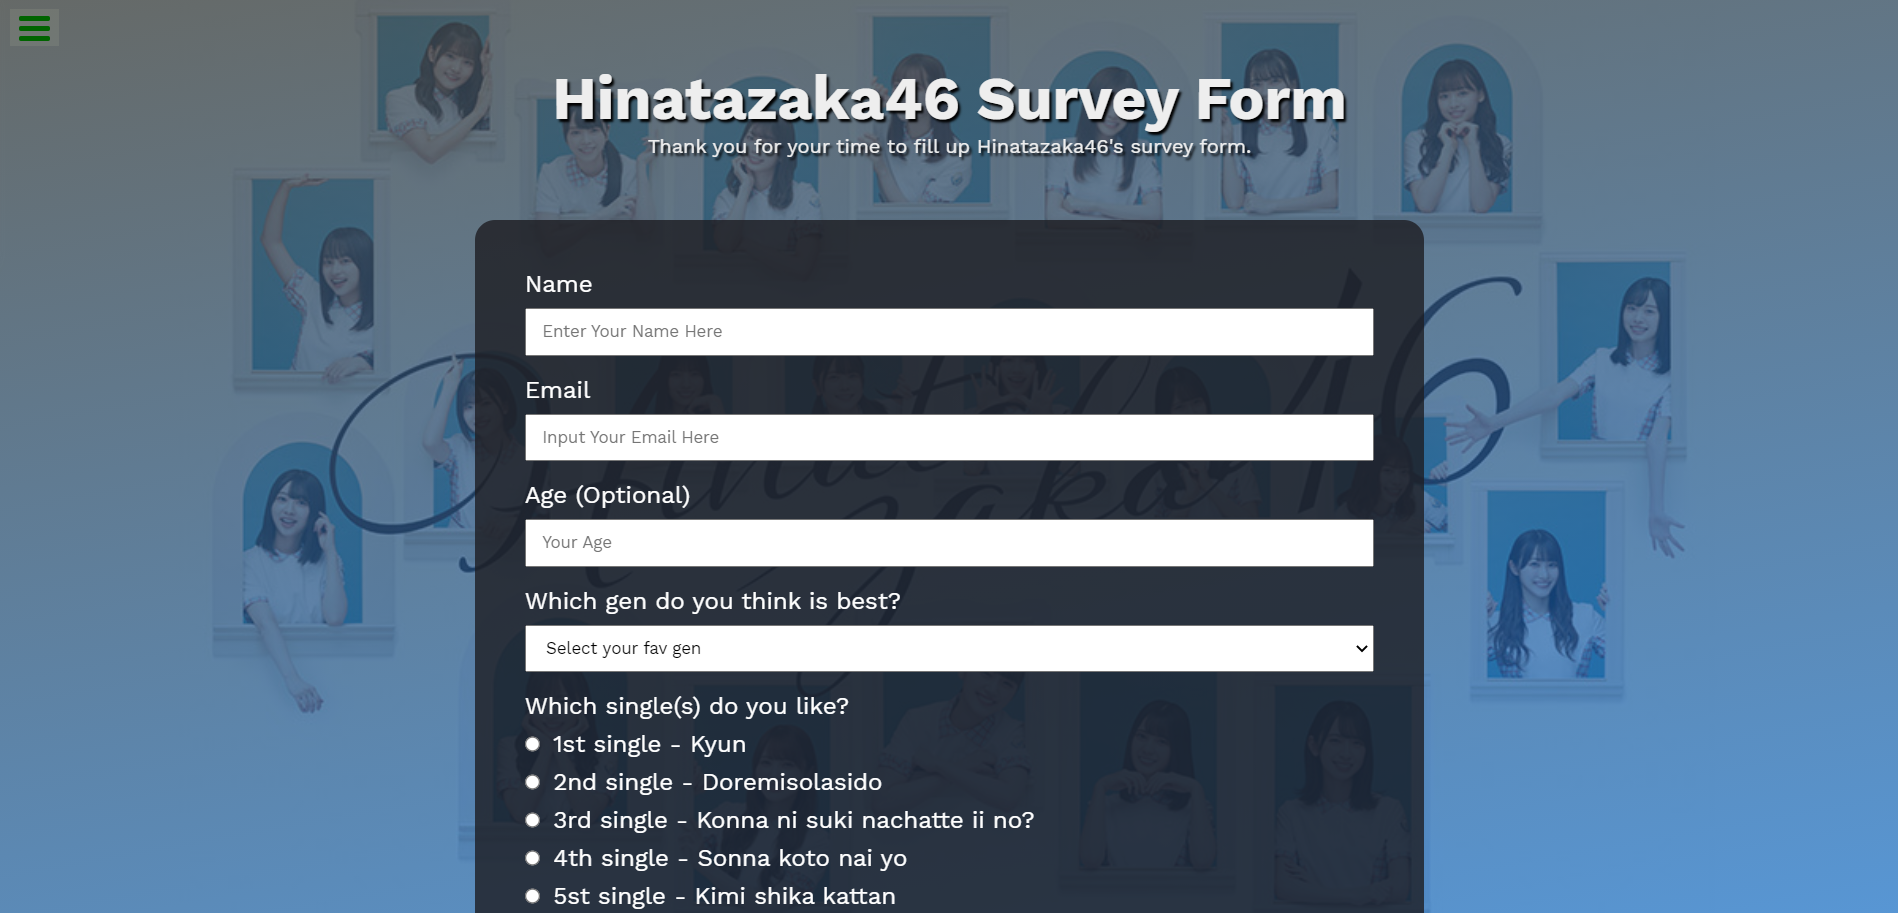 Hinatazaka46 Survey Form
Thank you for your time to fill up Hinatazaka46's survey form.
Name
Enter Your Name Here
Email
Input Your Email Here
Age (Optional)
Your Age
Which gen do you think is best?
Select your fav gen
Which single(s) do you like?
1st single - Kyun
2nd single - Doremisolasido
3rd single - Konna ni suki nachatte ii no?
4th single - Sonna koto nai yo
5st single - Kimi shika kattan
Hinata
zaka46